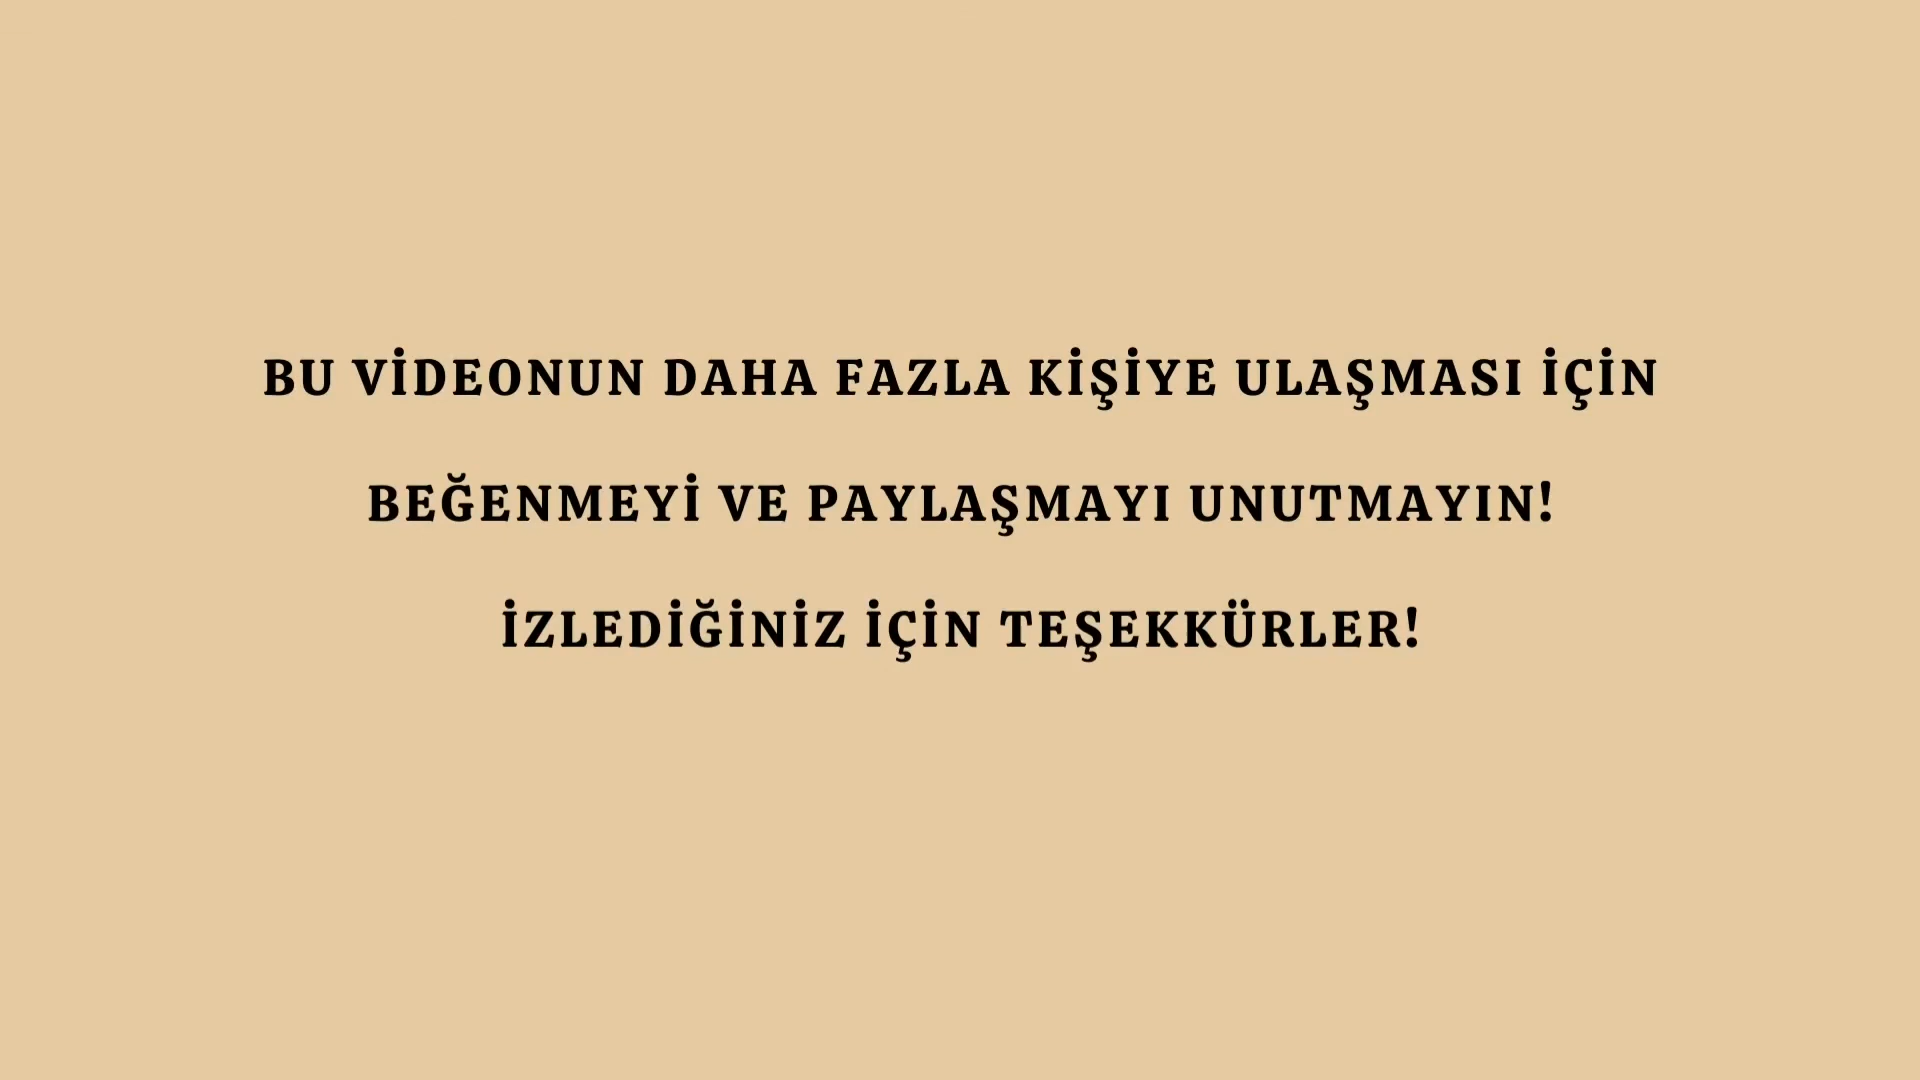 BU VİDEONUN DAHA FAZLA KİŞİYE ULAŞMASI İÇİN
BEĞENMEYİ VE PAYLAŞMAYI UNUTMAYIN!
İZLEDİĞİNİZ İÇİN TEŞEKKÜRLER!